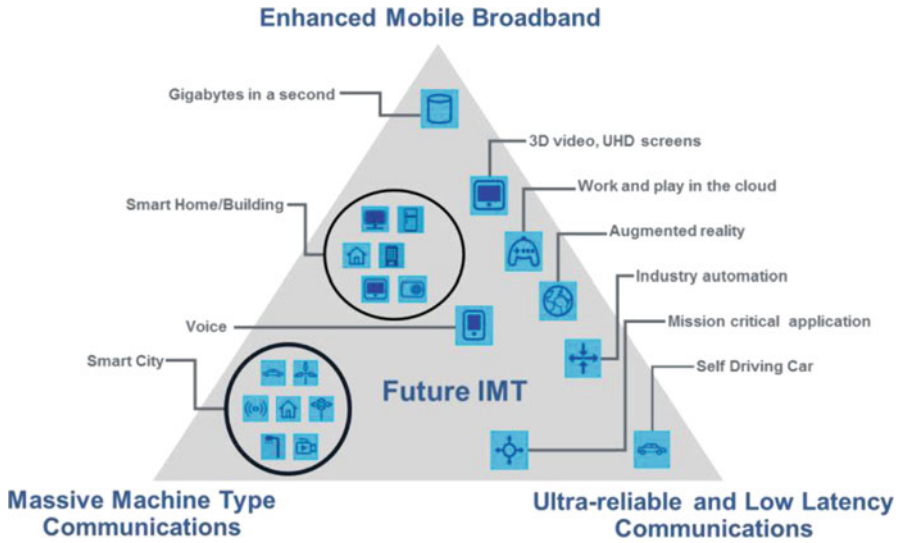 Enhanced Mobile Broadband
Gigabytes in a second
3D video, UHD screens
Work and play in the cloud
Smart Home/Building
Augmented reality
Industry automation
Voice
Mission critical application
Smart City
Self Driving Car
Future IMT
Massive Machine Type
Communications
Ultra-reliable and Low Latency
Communications